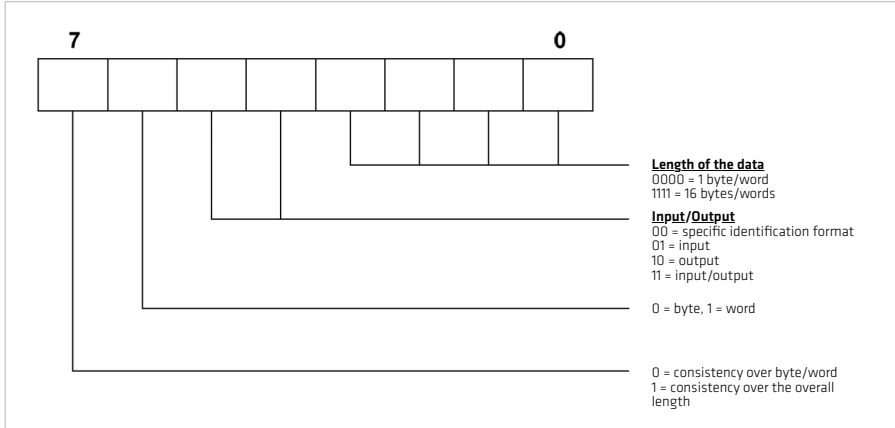 7 0
Length of the data
0000 = 1 byte/word
1111 = 16 bytes/words
Input/Output
00 = specific identification format
01 = input
10 = output
11 = input/output
0 = byte, 1 = word
0 = consistency over byte/word
1 = consistency over the overall
length